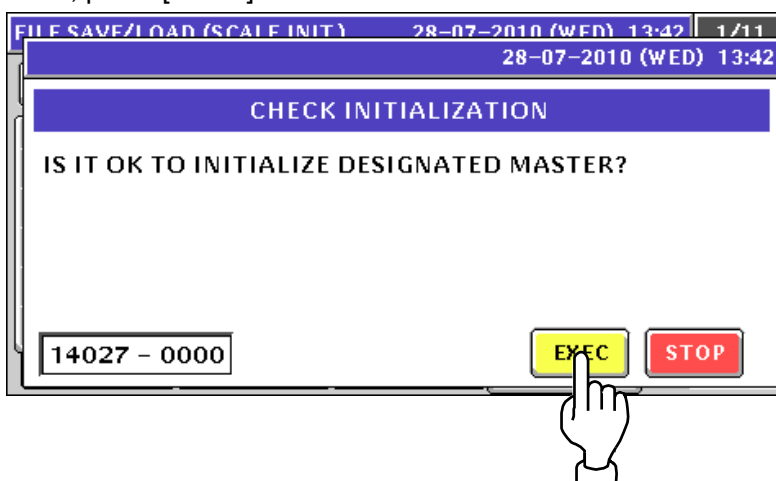 FILE SAVE/LOAD (SCALE INIT) 28-07-2010 (WED) 13:42 1/11
28-07-2010 (WED) 13:42
CHECK INITIALIZATION
IS IT OK TO INITIALIZE DESIGNATED MASTER?
14027 - 0000 EXEC STOP